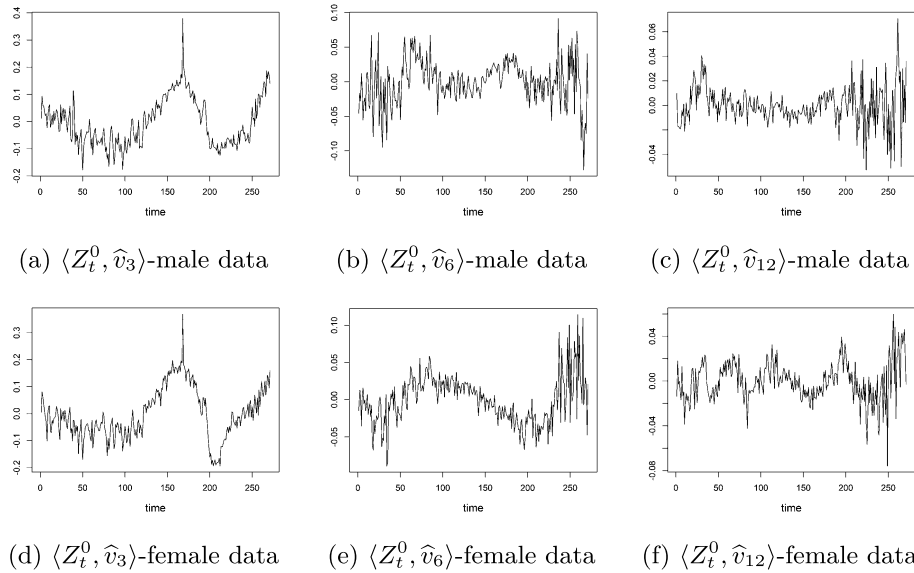 0.4
0.3
0.2
0.1
0.0
-0.1
-0.2
0 50 100 150 200 250
time
(a) ⟨Z_t^0, v̂_3⟩-male data
0.10
0.05
0.00
-0.05
-0.10
0 50 100 150 200 250
time
(b) ⟨Z_t^0, v̂_6⟩-male data
0.04
0.00
-0.04
0 50 100 150 200 250
time
(c) ⟨Z_t^0, v̂_12⟩-male data
0.3
0.2
0.1
0.0
-0.1
-0.2
0 50 100 150 200 250
time
(d) ⟨Z_t^0, v̂_3⟩-female data
0.10
0.05
0.00
-0.05
0 50 100 150 200 250
time
(e) ⟨Z_t^0, v̂_6⟩-female data
0.04
0.00
-0.04
-0.08
0 50 100 150 200 250
time
(f) ⟨Z_t^0, v̂_12⟩-female data